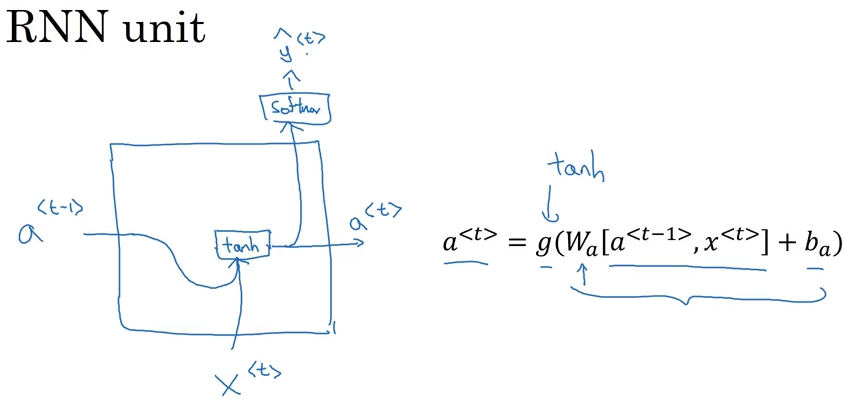 RNN unit
ŷ<t>
softmax
a<t-1>
tanh
a<t>
x<t>
tanh
a<t> = g(Wₐ[a<t−1>, x<t>] + bₐ)